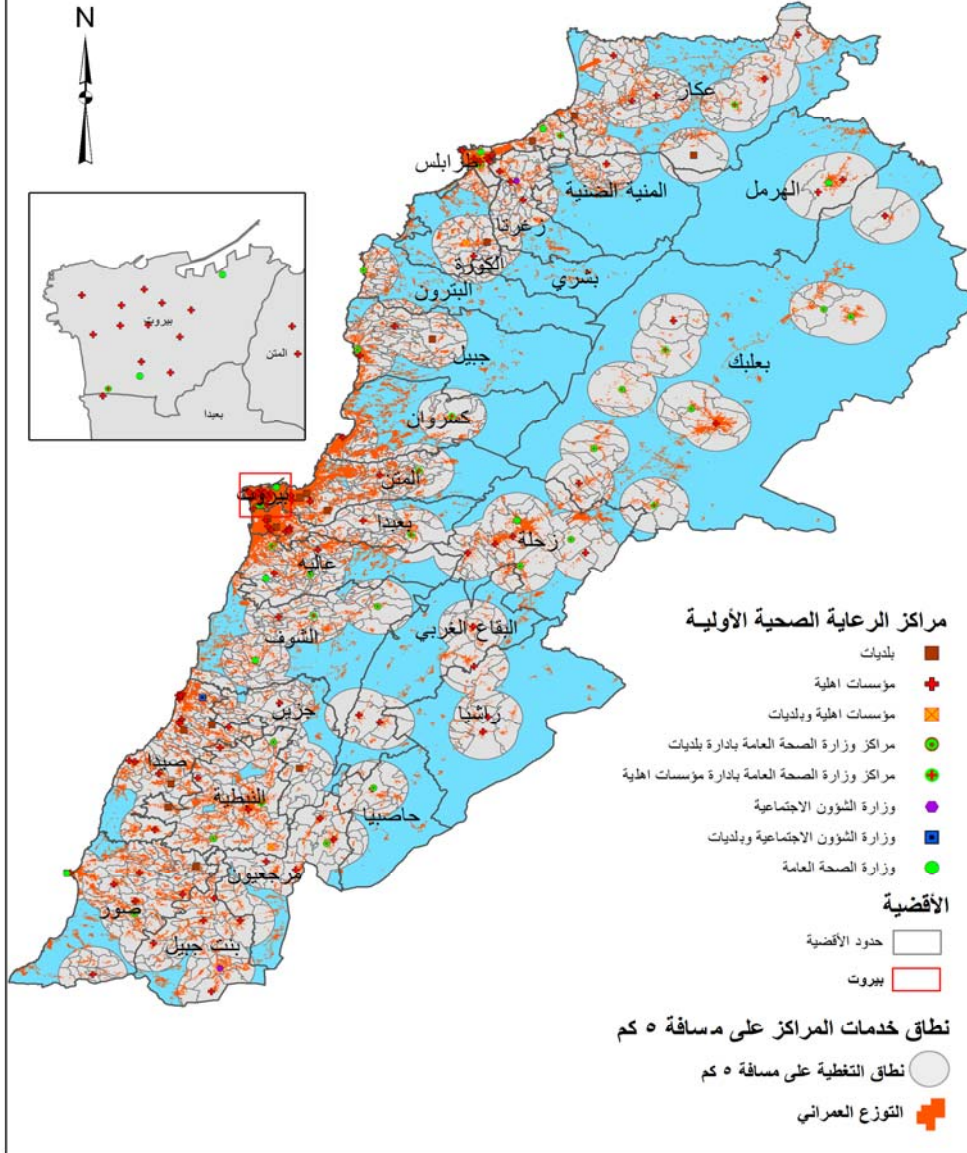 N
عكار
طرابلس
المنية الضنية
الهرمل
زغرتا
الكورة
بشري
البترون
بيروت
المتن
بعدا
جبيل
بعلبك
كسروان
المتن
بيروت
بعبدا
زحلة
عاليه
البقاع الغربي
الشوف
راشيا
جزين
صيدا
النبطية
حاصبيا
مرجعيون
صور
بنت جبيل
مراكز الرعاية الصحية الأولية
بلديات
مؤسسات اهلية
مؤسسات اهلية وبلديات
مراكز وزارة الصحة العامة بادارة بلديات
مراكز وزارة الصحة العامة بادارة مؤسسات اهلية
وزارة الشؤون الاجتماعية
وزارة الشؤون الاجتماعية وبلديات
وزارة الصحة العامة
الأقضية
حدود الأقضية
بيروت
نطاق خدمات المراكز على مسافة ٥ كم
نطاق التغطية على مسافة ٥ كم
التوزع العمراني